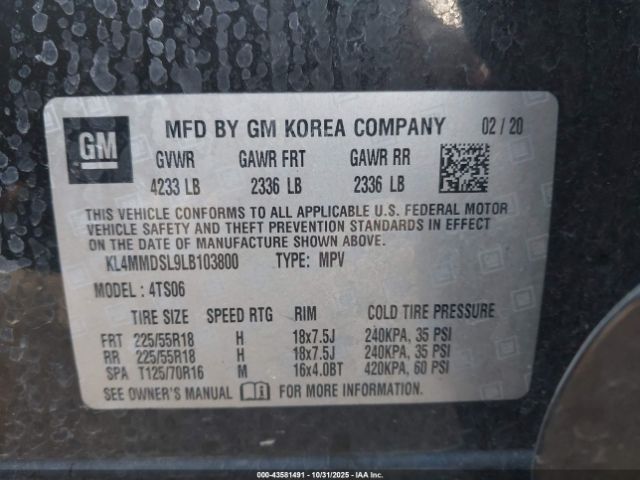 GM
MFD BY GM KOREA COMPANY 02 / 20
GVWR GAWR FRT GAWR RR
4233 LB 2336 LB 2336 LB
THIS VEHICLE CONFORMS TO ALL APPLICABLE U.S. FEDERAL MOTOR
VEHICLE SAFETY AND THEFT PREVENTION STANDARDS IN EFFECT
ON THE DATE OF MANUFACTURE SHOWN ABOVE.
KL4MMDSL9LB103800 TYPE: MPV
MODEL : 4TS06
TIRE SIZE SPEED RTG RIM COLD TIRE PRESSURE
FRT 225/55R18 H 18x7.5J 240KPA, 35 PSI
RR 225/55R18 H 18x7.5J 240KPA, 35 PSI
SPA T125/70R16 M 16x4.0BT 420KPA, 60 PSI
SEE OWNER'S MANUAL FOR MORE INFORMATION
000-43581491 - 10/31/2025 - IAAI, Inc.